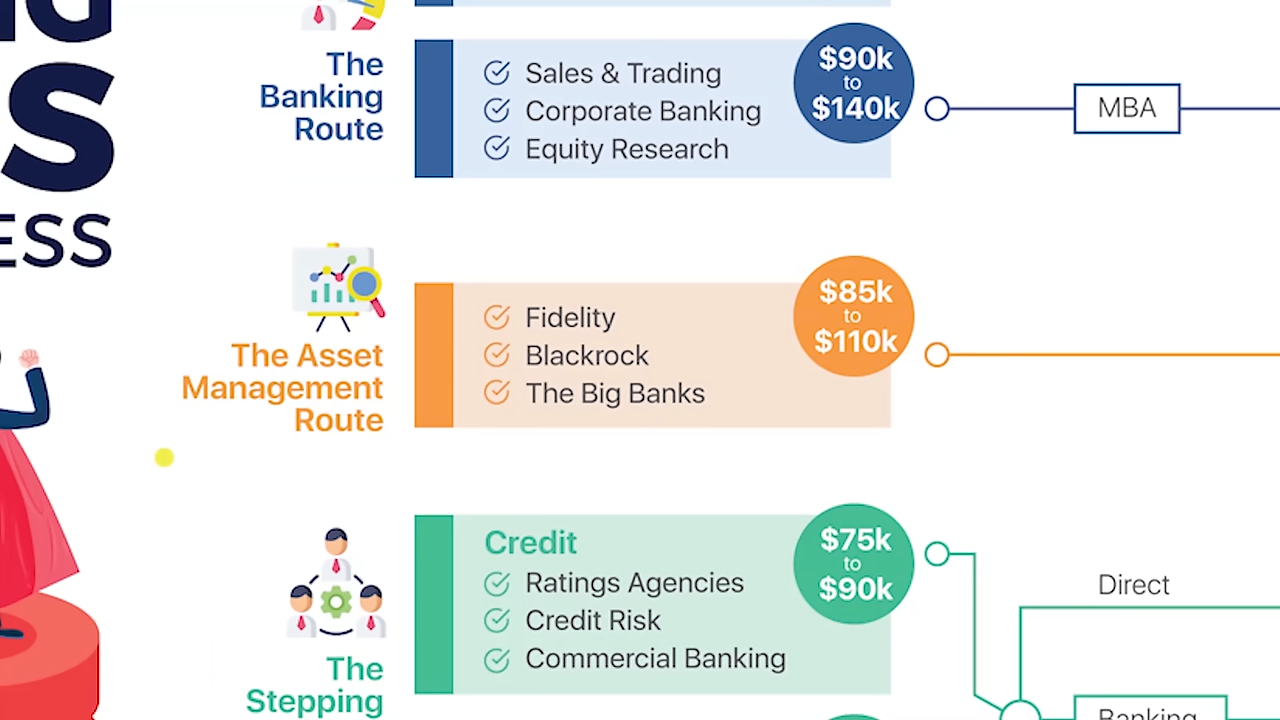 S
ESS
The
Banking
Route
Sales & Trading
Corporate Banking
Equity Research
$90k
to
$140k
MBA
The Asset
Management
Route
Fidelity
Blackrock
The Big Banks
$85k
to
$110k
The
Stepping
Credit
Ratings Agencies
Credit Risk
Commercial Banking
$75k
to
$90k
Direct
Banking